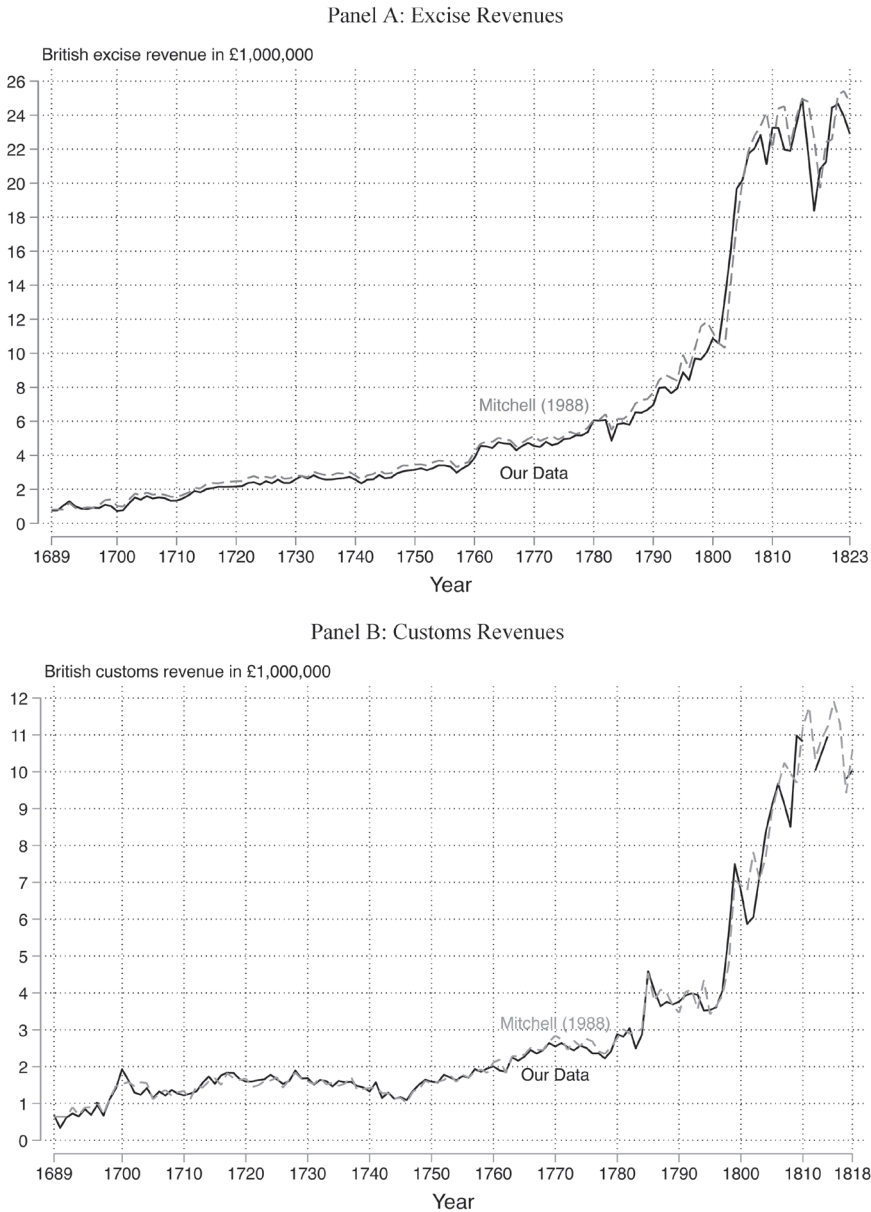 Panel A: Excise Revenues
British excise revenue in £1,000,000
26
24
22
20
18
16
14
12
10
8
6
4
2
0
Mitchell (1988)
Our Data
1689 1700 1710 1720 1730 1740 1750 1760 1770 1780 1790 1800 1810 1823
Year
Panel B: Customs Revenues
British customs revenue in £1,000,000
12
11
10
9
8
7
6
5
4
3
2
1
0
Mitchell (1988)
Our Data
1689 1700 1710 1720 1730 1740 1750 1760 1770 1780 1790 1800 1810 1818
Year